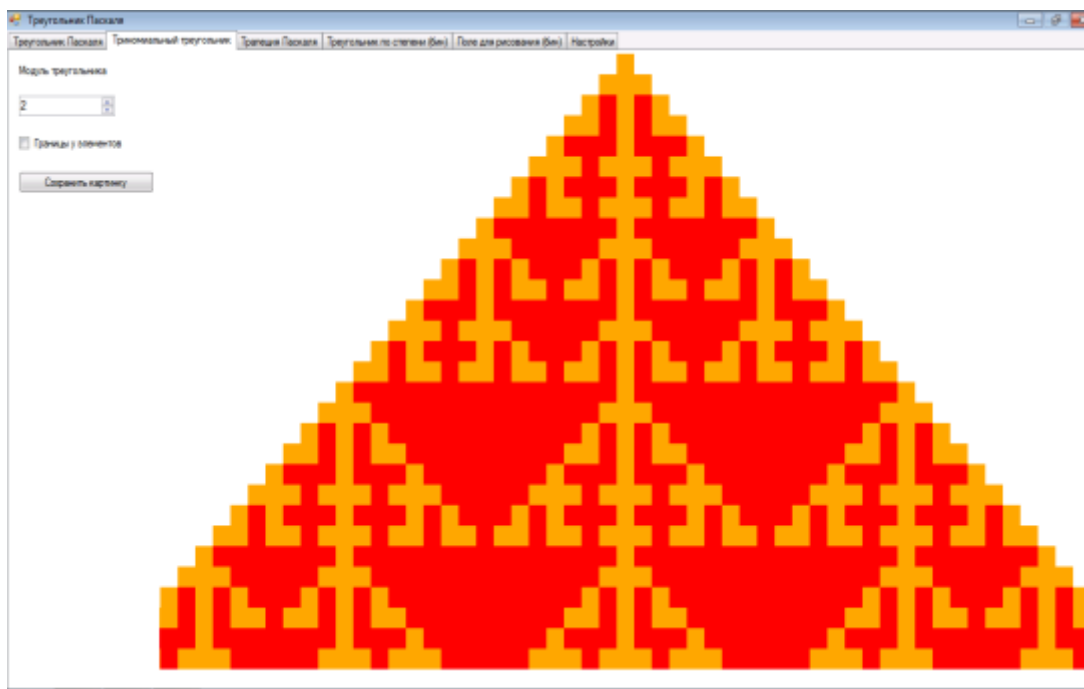 Треугольник Паскаля
Треугольник Паскаля Триномиальный треугольник Трапеция Паскаля Треугольник по степени (бин) Поле для рисования (бин) Настройки
Модуль треугольника
2
Границы у элементов
Сохранить картинку